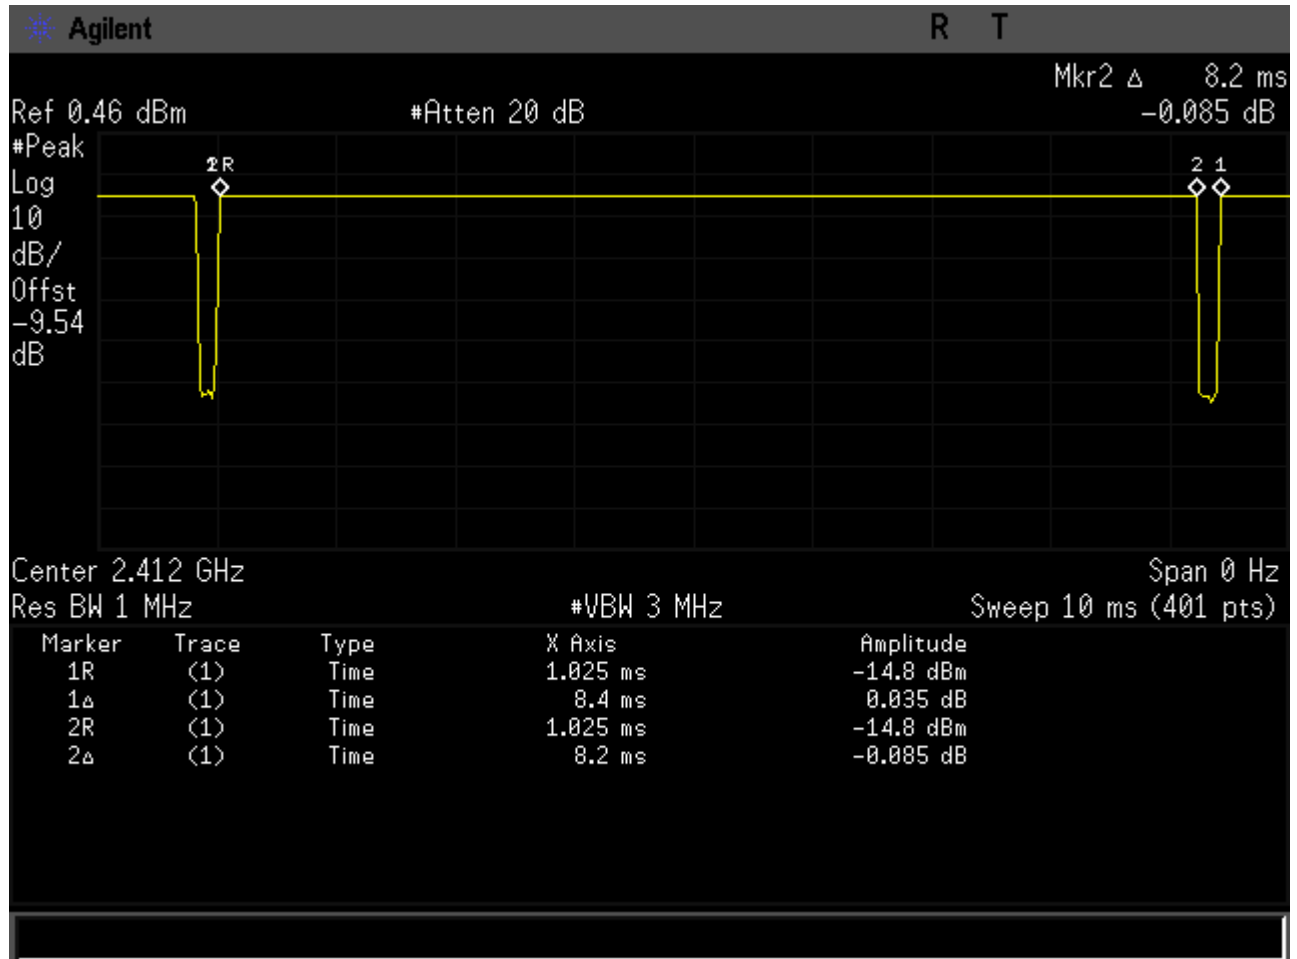 Agilent R T
Mkr2 Δ 8.2 ms
Ref 0.46 dBm #Atten 20 dB -0.085 dB
#Peak
Log
10
dB/
Offst
-9.54
dB
1R
2 1
Center 2.412 GHz Span 0 Hz
Res BW 1 MHz #VBW 3 MHz Sweep 10 ms (401 pts)
Marker Trace Type X Axis Amplitude
1R (1) Time 1.025 ms -14.8 dBm
1Δ (1) Time 8.4 ms 0.035 dB
2R (1) Time 1.025 ms -14.8 dBm
2Δ (1) Time 8.2 ms -0.085 dB